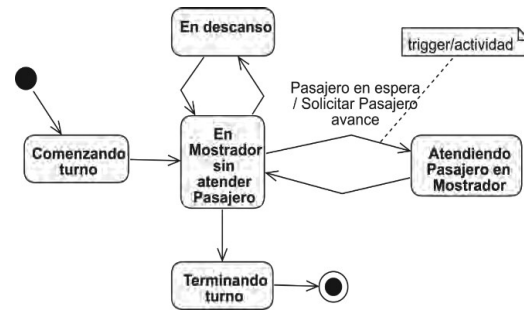 En descanso
trigger/actividad
Pasajero en espera
/ Solicitar Pasajero
avance
Comenzando
turno
En
Mostrador
sin
atender
Pasajero
Atendiendo
Pasajero en
Mostrador
Terminando
turno